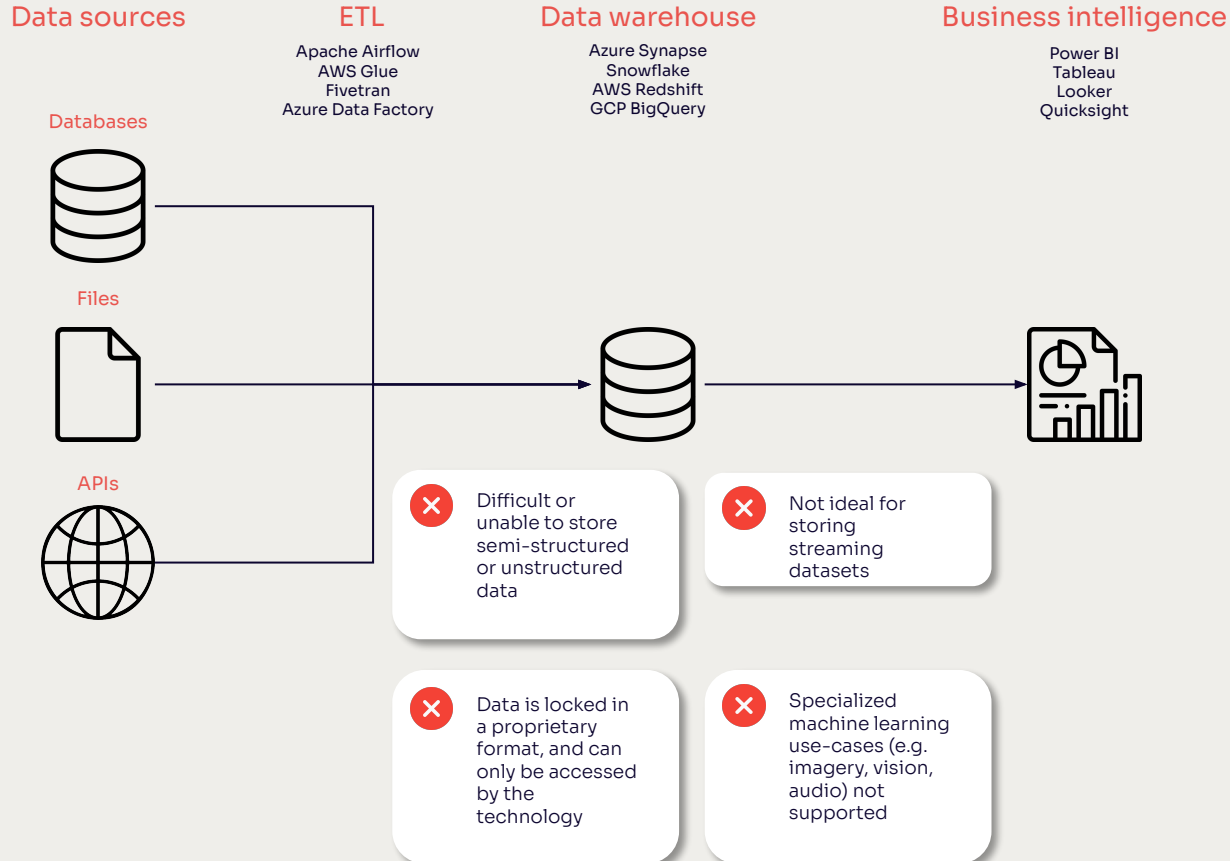 Data sources
ETL
Data warehouse
Business intelligence
Apache Airflow
AWS Glue
Fivetran
Azure Data Factory
Azure Synapse
Snowflake
AWS Redshift
GCP BigQuery
Power BI
Tableau
Looker
Quicksight
Databases
Files
APIs
Difficult or
unable to store
semi-structured
or unstructured
data
Not ideal for
storing
streaming
datasets
Data is locked in
a proprietary
format, and can
only be accessed
by the
technology
Specialized
machine learning
use-cases (e.g.
imagery, vision,
audio) not
supported